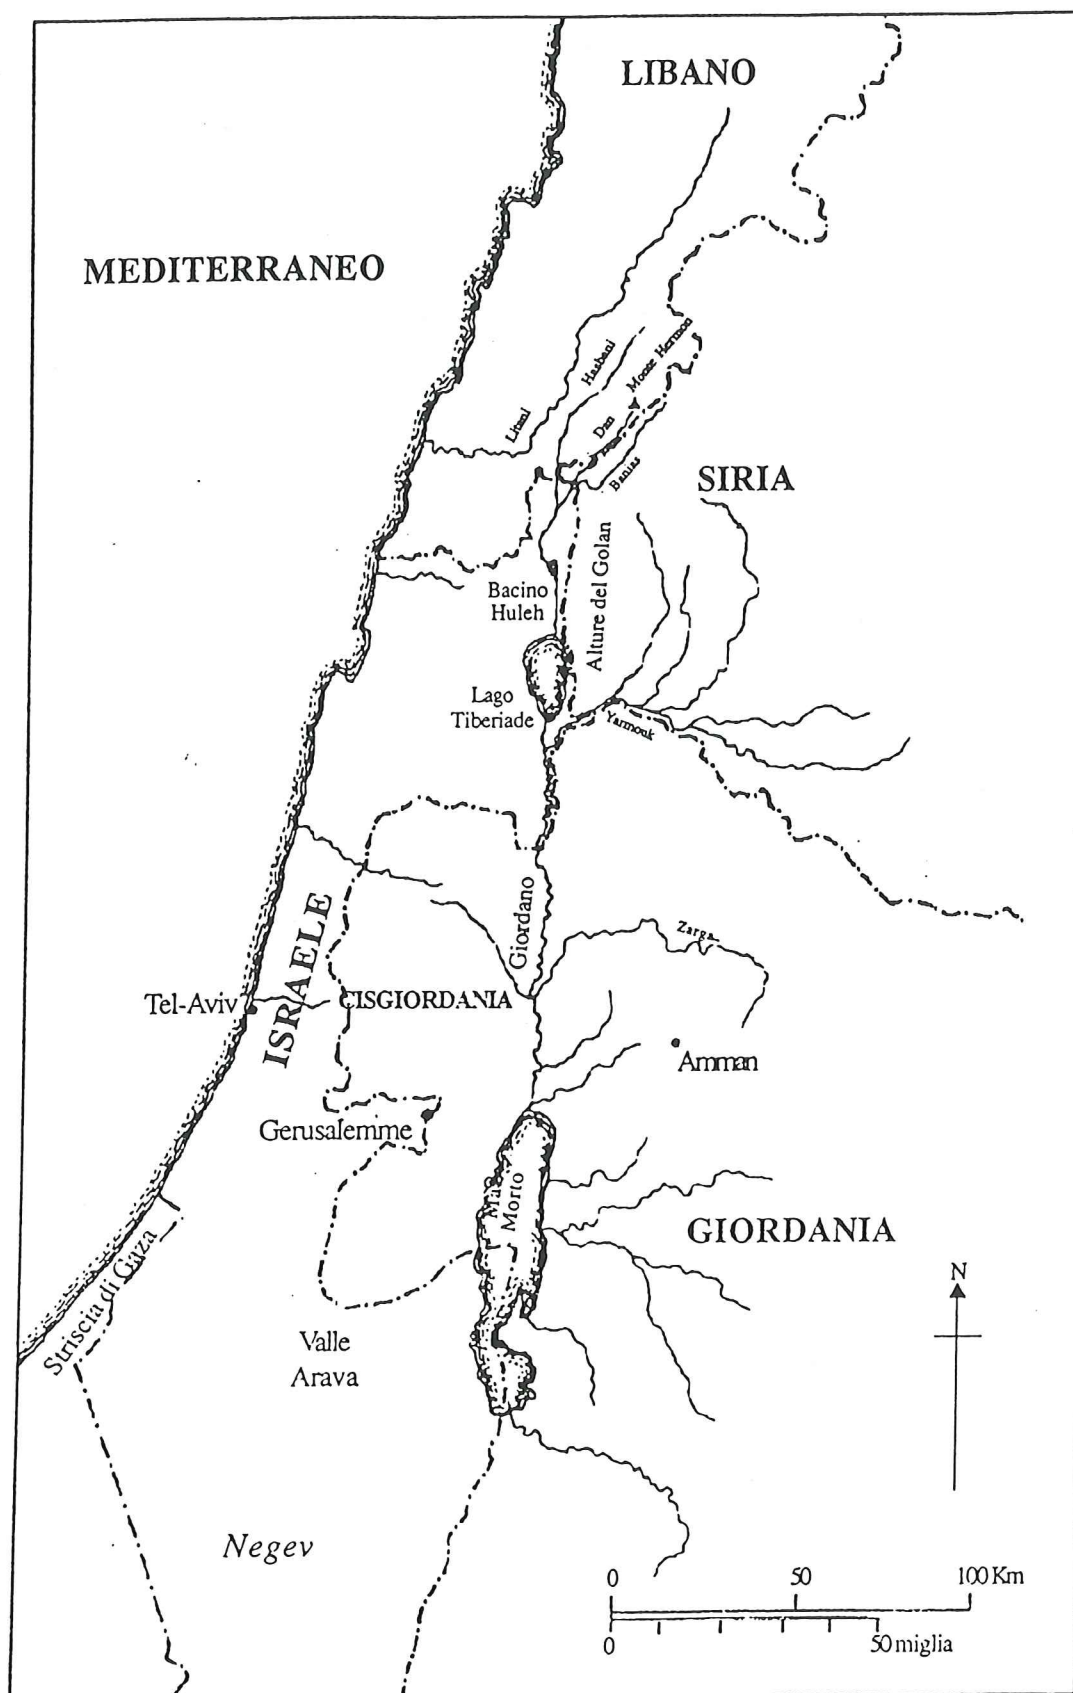 LIBANO
MEDITERRANEO
Hasbani
Monte Hermon
Litani
Dan
Banias
SIRIA
Alture del Golan
Bacino
Huleh
Lago
Tiberiade
Yarmouk
Giordano
Zarga
ISRAELE
Tel-Aviv
CISGIORDANIA
Amman
Gerusalemme
Ma
Morto
Striscia di Gaza
GIORDANIA
N
Valle
Arava
Negev
0 50 100 Km
0 50 miglia